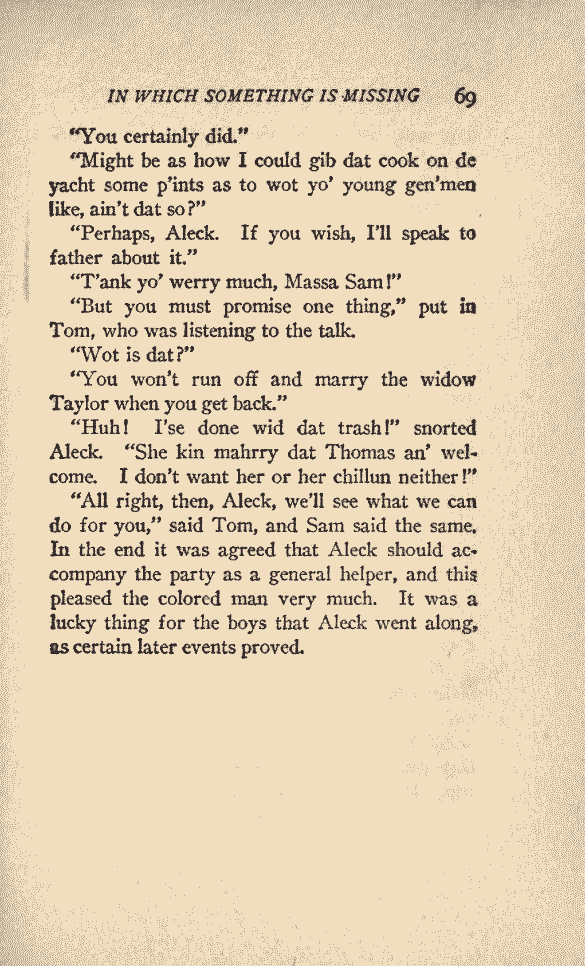 IN WHICH SOMETHING IS MISSING 69
"You certainly did."
"Might be as how I could gib dat cook on de
yacht some p'ints as to wot yo' young gen'men
like, ain't dat so?"
"Perhaps, Aleck. If you wish, I'll speak to
father about it."
"T'ank yo' werry much, Massa Sam!"
"But you must promise one thing," put in
Tom, who was listening to the talk.
"Wot is dat?"
"You won't run off and marry the widow
Taylor when you get back."
"Huh! I'se done wid dat trash!" snorted
Aleck. "She kin mahrry dat Thomas an' wel-
come. I don't want her or her chillun neither!"
"All right, then, Aleck, we'll see what we can
do for you," said Tom, and Sam said the same.
In the end it was agreed that Aleck should ac-
company the party as a general helper, and this
pleased the colored man very much. It was a
lucky thing for the boys that Aleck went along,
as certain later events proved.